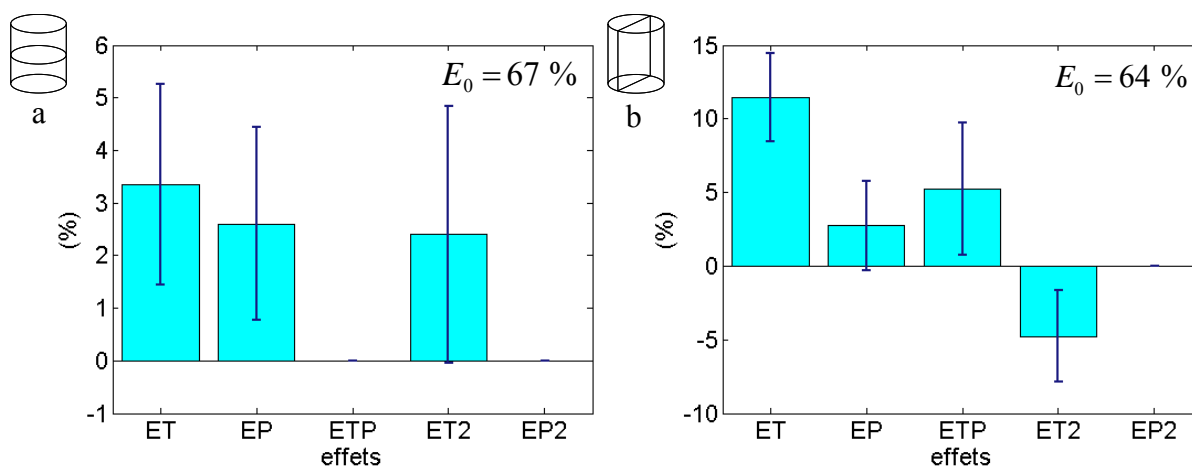 a
6
5
4
3
2
1
0
-1
(%)
E₀ = 67 %
ET EP ETP ET2 EP2
effets
b
15
10
5
0
-5
-10
(%)
E₀ = 64 %
ET EP ETP ET2 EP2
effets